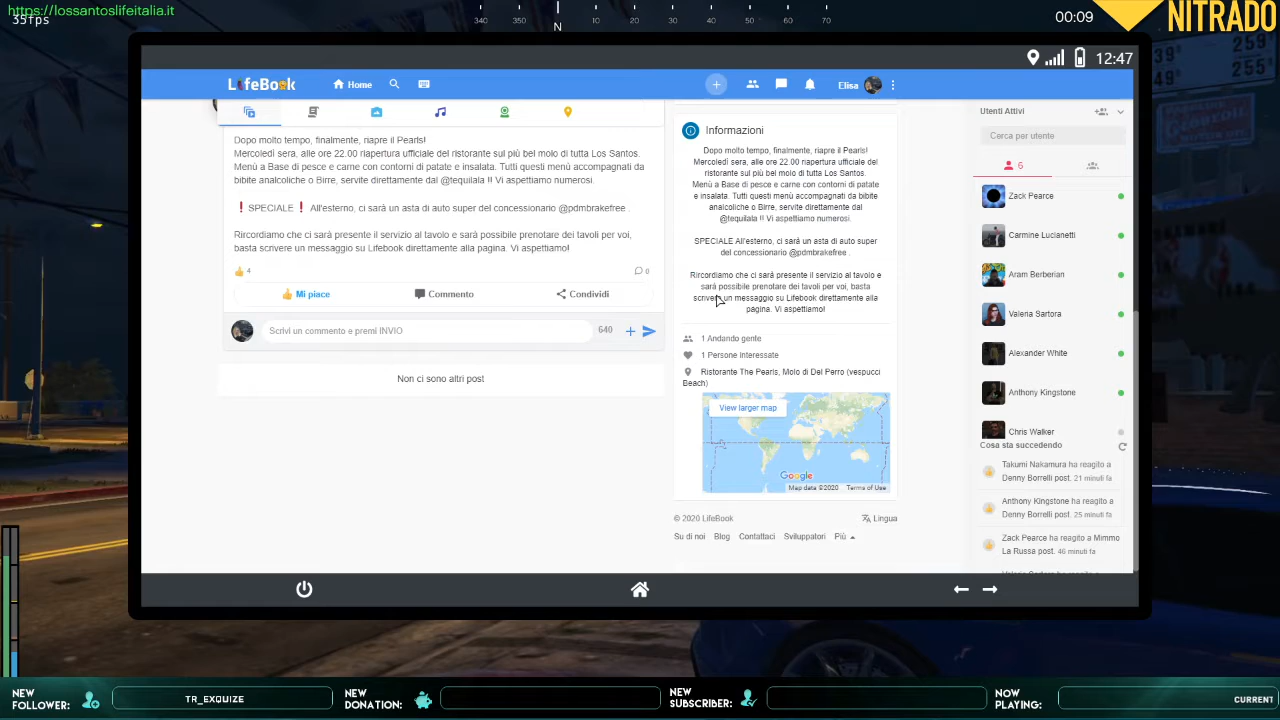 https://lossantoslifeitalia.it
35fps
340 350 N 10 20 30 40 50 60 70
00:09
NITRADO
12:47
LifeBook
Home
Elisa
Dopo molto tempo, finalmente, riapre il Pearls!
Mercoledì sera, alle ore 22.00 riapertura ufficiale del ristorante sul più bel molo di tutta Los Santos.
Menù a Base di pesce e carne con contorni di patate e insalata. Tutti questi menù accompagnati da
bibite analcoliche o Birre, servite direttamente dal @tequilala !! Vi aspettiamo numerosi.
❗SPECIALE❗ All'esterno, ci sarà un asta di auto super del concessionario @pdmbrakefree .
Rircordiamo che ci sarà presente il servizio al tavolo e sarà possibile prenotare dei tavoli per voi,
basta scrivere un messaggio su Lifebook direttamente alla pagina. Vi aspettiamo!
4
0
Mi piace
Commento
Condividi
Scrivi un commento e premi INVIO
640
Non ci sono altri post
Informazioni
Dopo molto tempo, finalmente, riapre il Pearls!
Mercoledì sera, alle ore 22.00 riapertura ufficiale del
ristorante sul più bel molo di tutta Los Santos.
Menù a Base di pesce e carne con contorni di patate
e insalata. Tutti questi menù accompagnati da bibite
analcoliche o Birre, servite direttamente dal
@tequilala !! Vi aspettiamo numerosi.
SPECIALE All'esterno, ci sarà un asta di auto super
del concessionario @pdmbrakefree .
Rircordiamo che ci sarà presente il servizio al tavolo e
sarà possibile prenotare dei tavoli per voi, basta
scrivere un messaggio su Lifebook direttamente alla
pagina. Vi aspettiamo!
1 Andando gente
1 Persone interessate
Ristorante The Pearls, Molo di Del Perro (vespucci
Beach)
View larger map
Google
Map data ©2020
Terms of Use
© 2020 LifeBook
Lingua
Su di noi
Blog
Contattaci
Sviluppatori
Più
Utenti Attivi
Cerca per utente
6
Zack Pearce
Carmine Lucianetti
Aram Berberian
Valeria Sartora
Alexander White
Anthony Kingstone
Chris Walker
Cosa sta succedendo
Takumi Nakamura ha reagito a
Denny Borrelli post. 21 minuti fa
Anthony Kingstone ha reagito a
Denny Borrelli post. 25 minuti fa
Zack Pearce ha reagito a Mimmo
La Russa post. 46 minuti fa
NEW
FOLLOWER:
TR_EXQUIZE
NEW
DONATION:
NEW
SUBSCRIBER:
NOW
PLAYING:
CURRENT